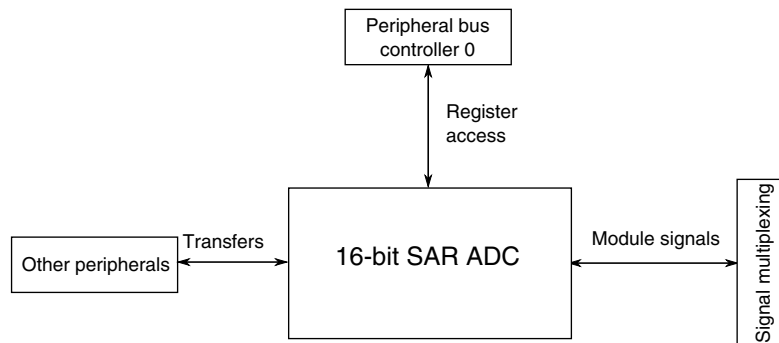 Peripheral bus
controller 0
Register
access
Transfers
Other peripherals
16-bit SAR ADC
Module signals
Signal multiplexing